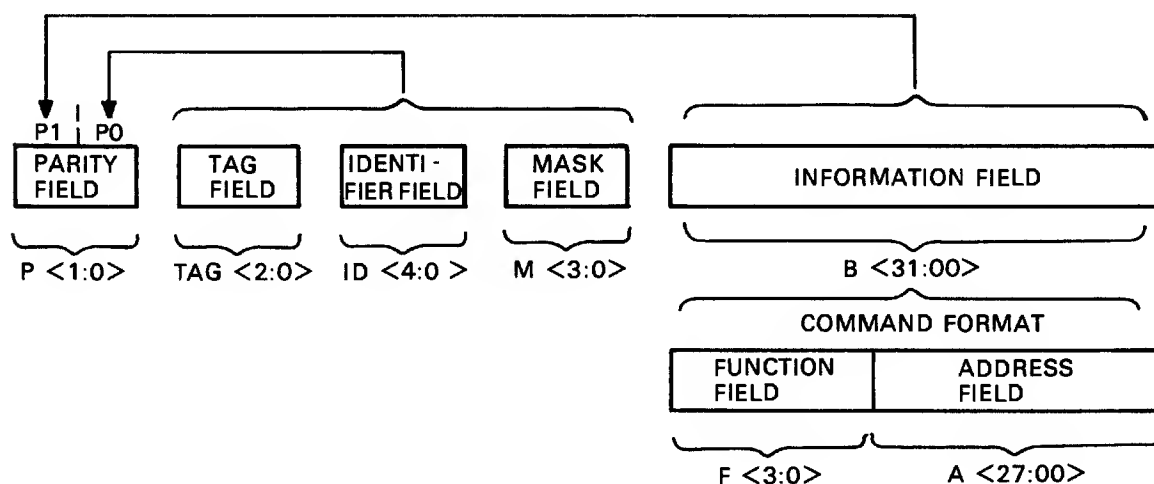 P1 P0
PARITY FIELD
TAG FIELD
IDENTI- FIER FIELD
MASK FIELD
INFORMATION FIELD
P <1:0>
TAG <2:0>
ID <4:0 >
M <3:0>
B <31:00>
COMMAND FORMAT
FUNCTION FIELD
ADDRESS FIELD
F <3:0>
A <27:00>